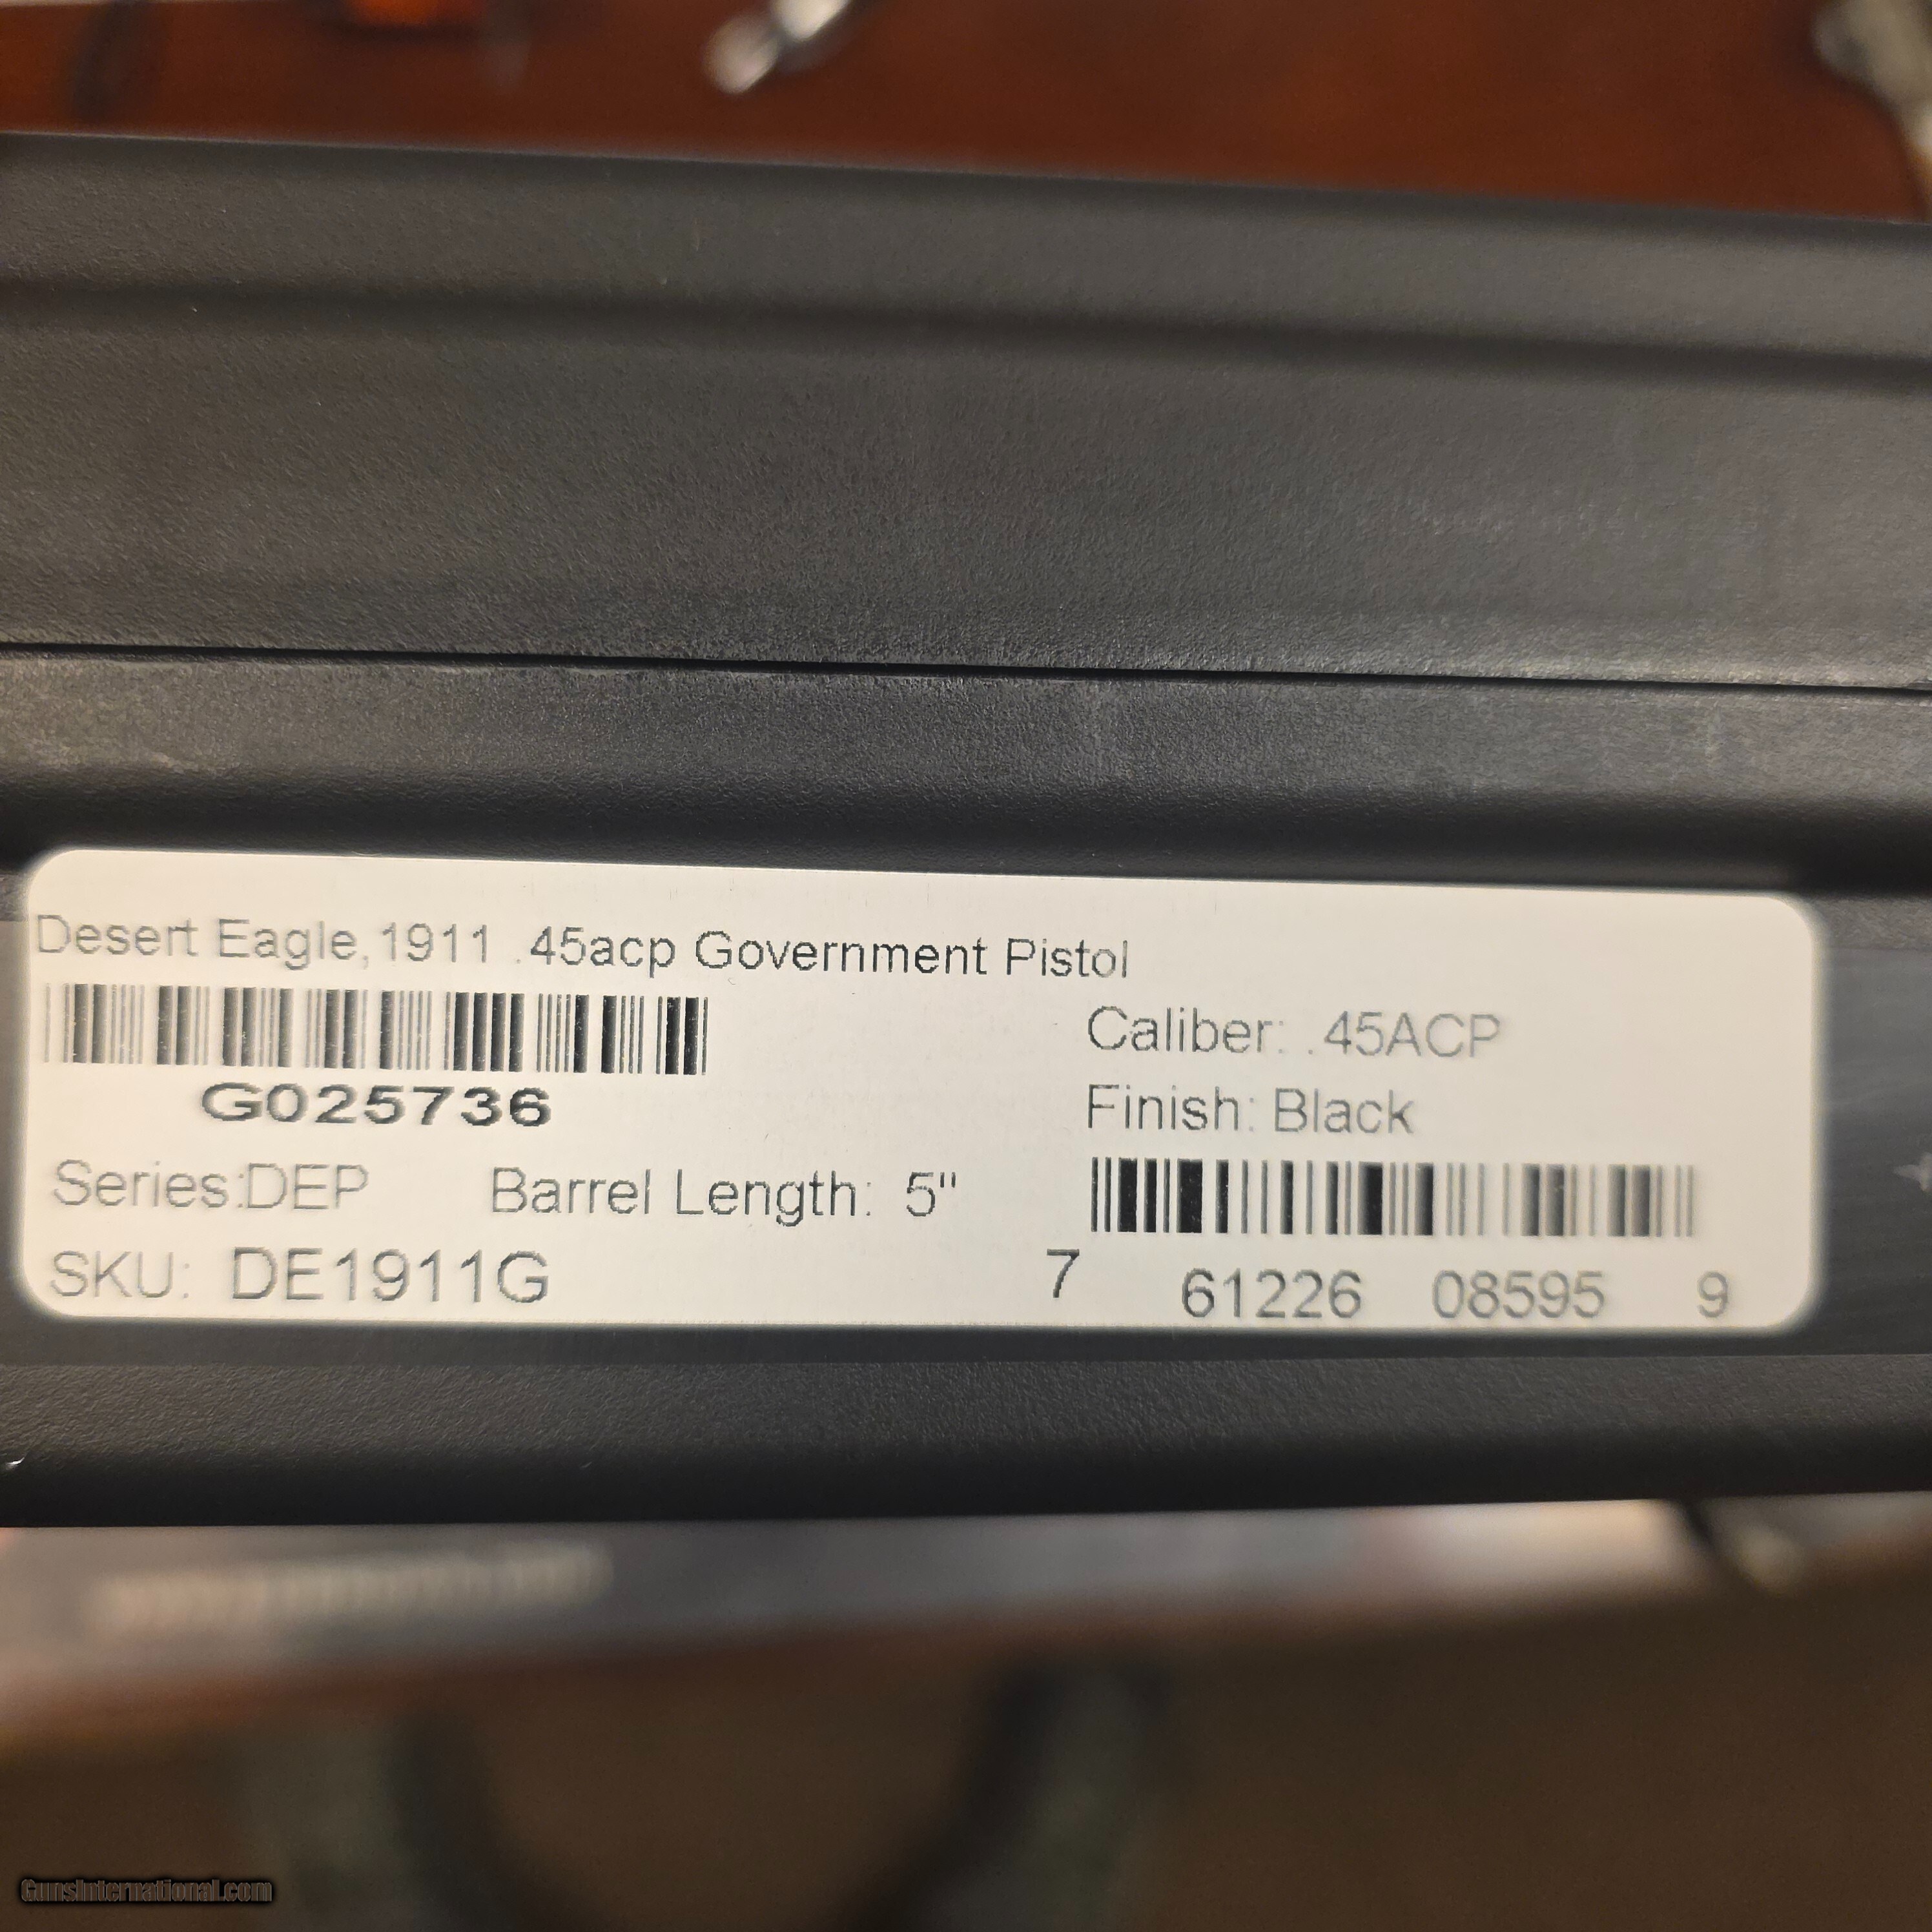 Desert Eagle,1911 .45acp Government Pistol
G025736
Caliber: .45ACP
Finish: Black
Series:DEP Barrel Length: 5"
SKU: DE1911G
7 61226 08595 9
GunsInternational.com